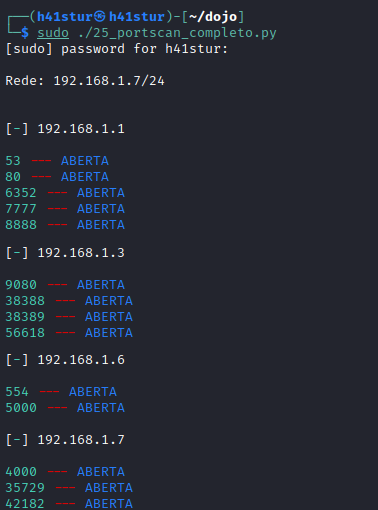 ┌──(h41stur㉿h41stur)-[~/dojo]
└─$ sudo ./25_portscan_completo.py
[sudo] password for h41stur:
Rede: 192.168.1.7/24
[-] 192.168.1.1
53 --- ABERTA
80 --- ABERTA
6352 --- ABERTA
7777 --- ABERTA
8888 --- ABERTA
[-] 192.168.1.3
9080 --- ABERTA
38388 --- ABERTA
38389 --- ABERTA
56618 --- ABERTA
[-] 192.168.1.6
554 --- ABERTA
5000 --- ABERTA
[-] 192.168.1.7
4000 --- ABERTA
35729 --- ABERTA
42182 --- ABERTA